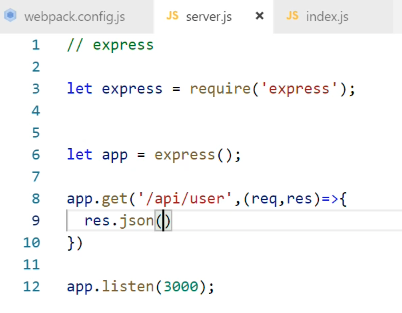 webpack.config.js JS server.js × JS index.js
1 // express
2
3 let express = require('express');
4
5
6 let app = express();
7
8 app.get('/api/user',(req,res)=>{
9 res.json()
10 })
11
12 app.listen(3000);